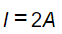 I = 2A